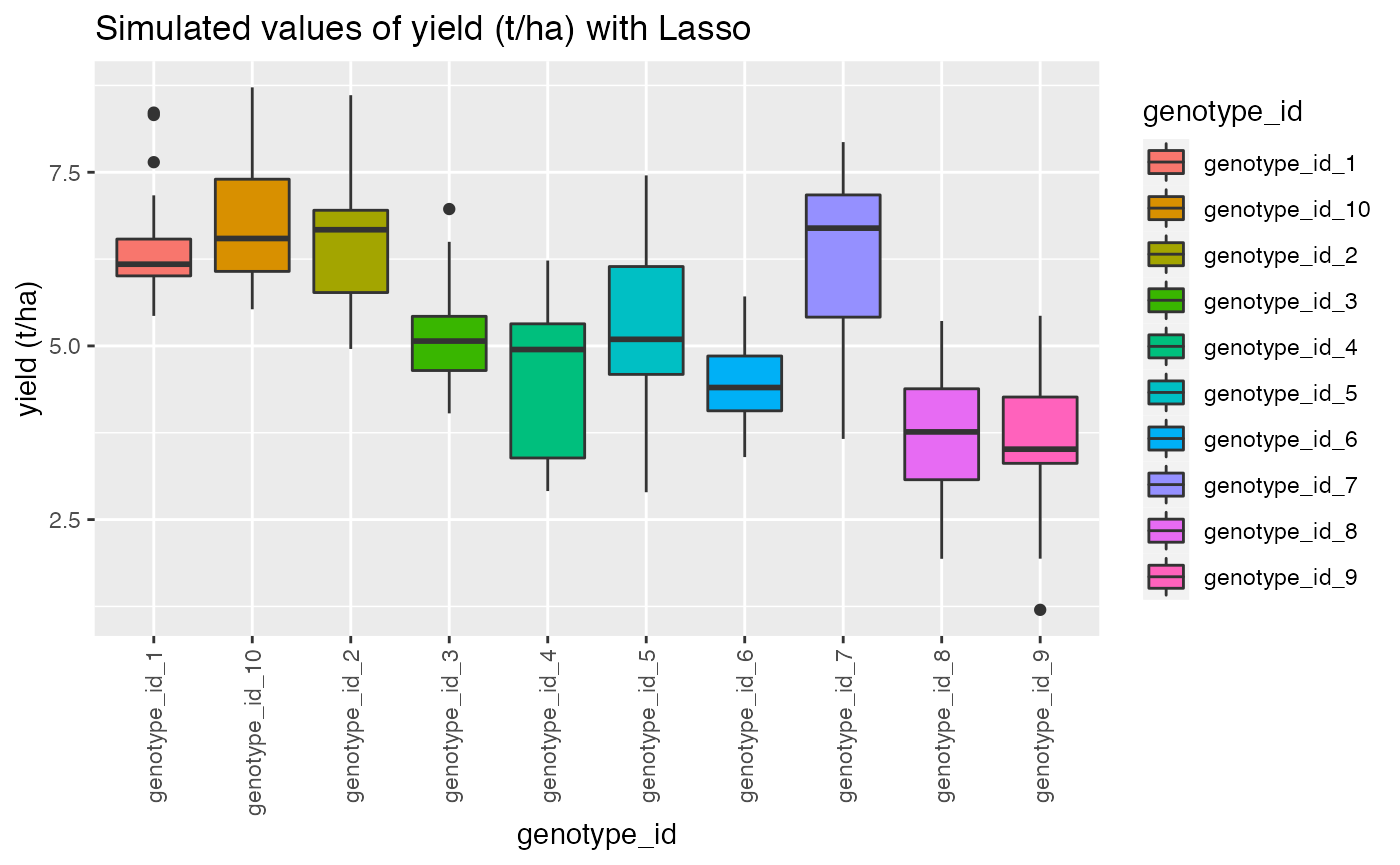 Simulated values of yield (t/ha) with Lasso
yield (t/ha)
7.5
5.0
2.5
genotype_id_1
genotype_id_10
genotype_id_2
genotype_id_3
genotype_id_4
genotype_id_5
genotype_id_6
genotype_id_7
genotype_id_8
genotype_id_9
genotype_id
genotype_id
genotype_id_1
genotype_id_10
genotype_id_2
genotype_id_3
genotype_id_4
genotype_id_5
genotype_id_6
genotype_id_7
genotype_id_8
genotype_id_9